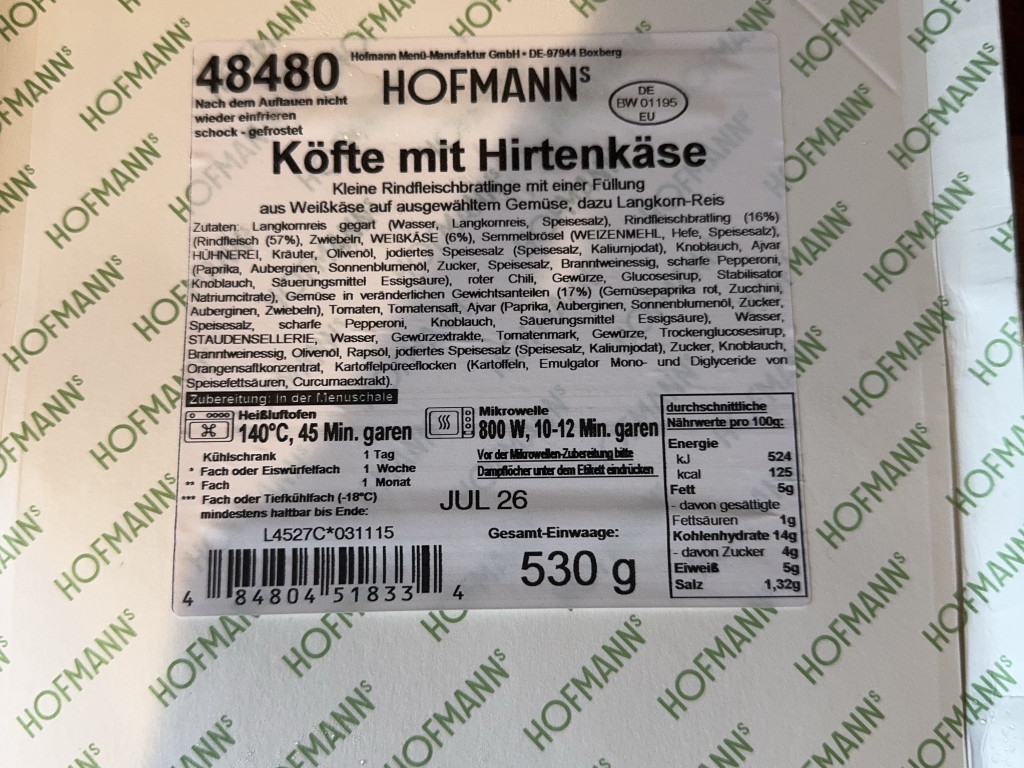 Hofmann Menü-Manufaktur GmbH • DE-97944 Boxberg
48480
HOFMANNS
DE
BW 01195
EU
Nach dem Auftauen nicht
wieder einfrieren
schock - gefrostet
Köfte mit Hirtenkäse
Kleine Rindfleischbratlinge mit einer Füllung
aus Weißkäse auf ausgewähltem Gemüse, dazu Langkorn-Reis
Zutaten: Langkornreis gegart (Wasser, Langkornreis, Speisesalz), Rindfleischbratling (16%)
(Rindfleisch (57%), Zwiebeln, WEIßKÄSE (6%), Semmelbrösel (WEIZENMEHL, Hefe, Speisesalz),
HÜHNEREI, Kräuter, Olivenöl, jodiertes Speisesalz (Speisesalz, Kaliumjodat), Knoblauch, Ajvar
(Paprika, Auberginen, Sonnenblumenöl, Zucker, Speisesalz, Branntweinessig, scharfe Pepperoni,
Knoblauch, Säuerungsmittel Essigsäure), roter Chili, Gewürze, Glucosesirup, Stabilisator
Natriumcitrate), Gemüse in veränderlichen Gewichtsanteilen (17%) (Gemüsepaprika rot, Zucchini,
Auberginen, Zwiebeln), Tomaten, Tomatensaft, Ajvar (Paprika, Auberginen, Sonnenblumenöl, Zucker,
Speisesalz, scharfe Pepperoni, Knoblauch, Säuerungsmittel Essigsäure), Wasser,
STAUDENSELLERIE, Wasser, Gewürzextrakte, Tomatenmark, Gewürze, Trockenglucosesirup,
Branntweinessig, Olivenöl, Rapsöl, jodiertes Speisesalz (Speisesalz, Kaliumjodat), Zucker, Knoblauch,
Orangensaftkonzentrat, Kartoffelpüreeflocken (Kartoffeln, Emulgator Mono- und Diglyceride von
Speisefettsäuren, Curcumaextrakt).
Zubereitung: In der Menuschale
Heißluftofen
140°C, 45 Min. garen
Mikrowelle
800 W, 10-12 Min. garen
Vor der Mikrowellen-Zubereitung bitte
Dampflöcher unter dem Etikett eindrücken
Kühlschrank 1 Tag
* Fach oder Eiswürfelfach 1 Woche
** Fach 1 Monat
*** Fach oder Tiefkühlfach (-18°C)
mindestens haltbar bis Ende:
JUL 26
L4527C*031115
Gesamt-Einwaage:
530 g
4 84804 51833 4
durchschnittliche
Nährwerte pro 100g:
Energie
kJ 524
kcal 125
Fett 5g
- davon gesättigte
Fettsäuren 1g
Kohlenhydrate 14g
- davon Zucker 4g
Eiweiß 5g
Salz 1,32g